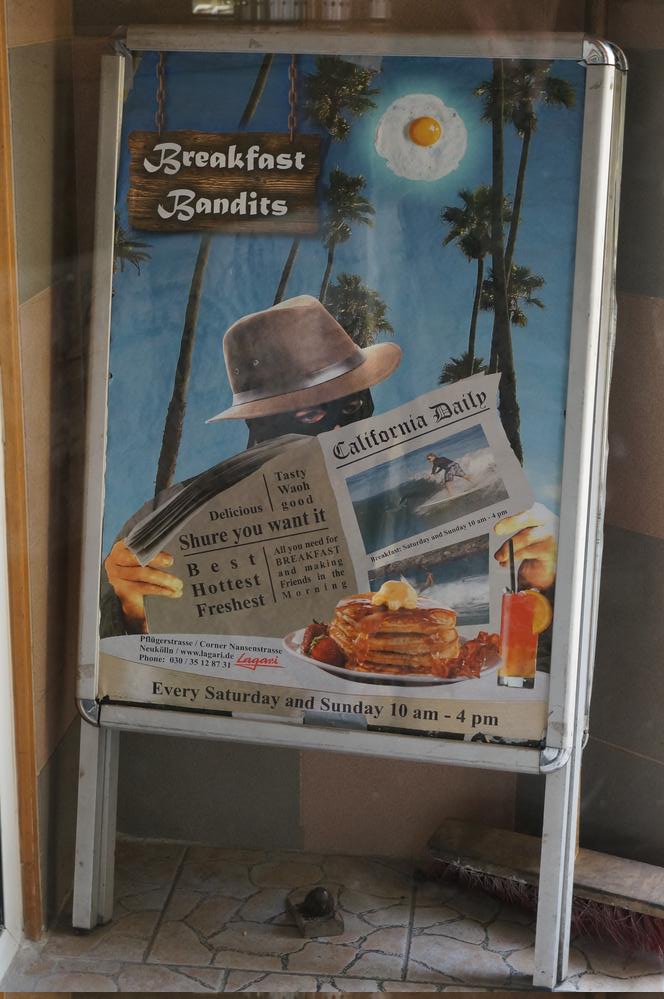 Breakfast
Bandits
California Daily
Tasty
Waoh
good
Delicious
Shure you want it
Best
Hottest
Freshest
All you need for
BREAKFAST
and making
Friends in the
Morning
Breakfast: Saturday and Sunday 10 am - 4 pm
Pflügerstrasse / Corner Nansenstrasse
Neukölln / www.lagari.de
Phone: 030 / 35 12 87 31
Lagari
Every Saturday and Sunday 10 am - 4 pm